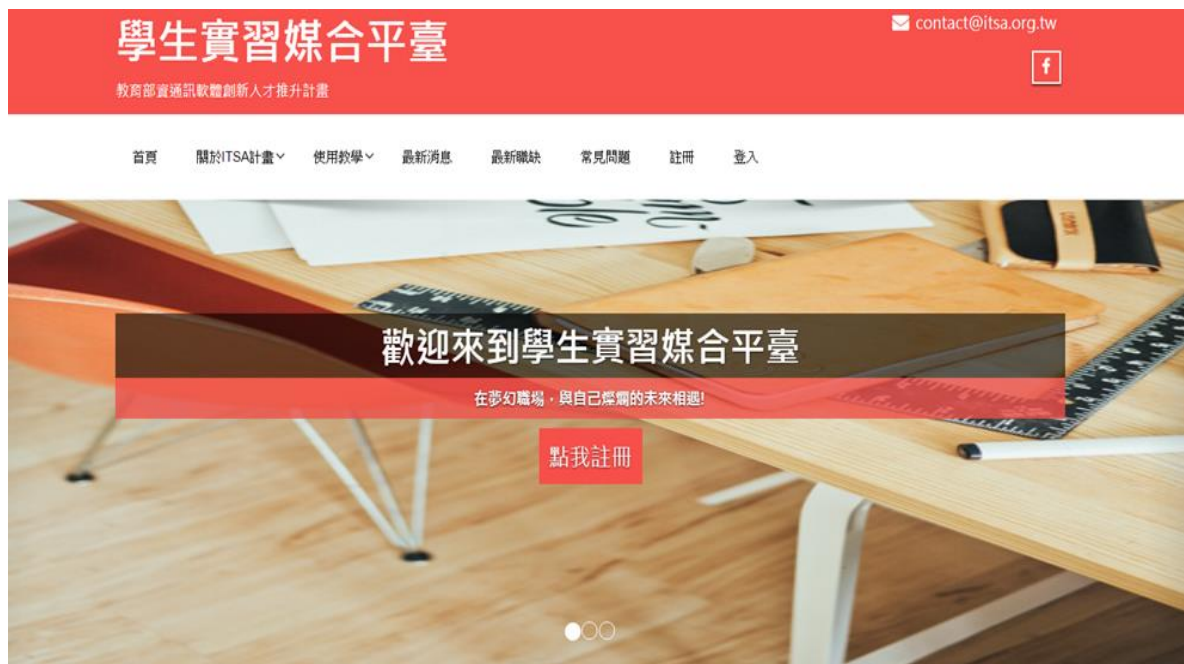 學生實習媒合平臺
contact@itsa.org.tw
教育部資通訊軟體創新人才推升計畫
首頁 關於ITSA計畫 使用教學 最新消息 最新職缺 常見問題 註冊 登入
歡迎來到學生實習媒合平臺
在夢幻職場，與自己燦爛的未來相遇!
點我註冊